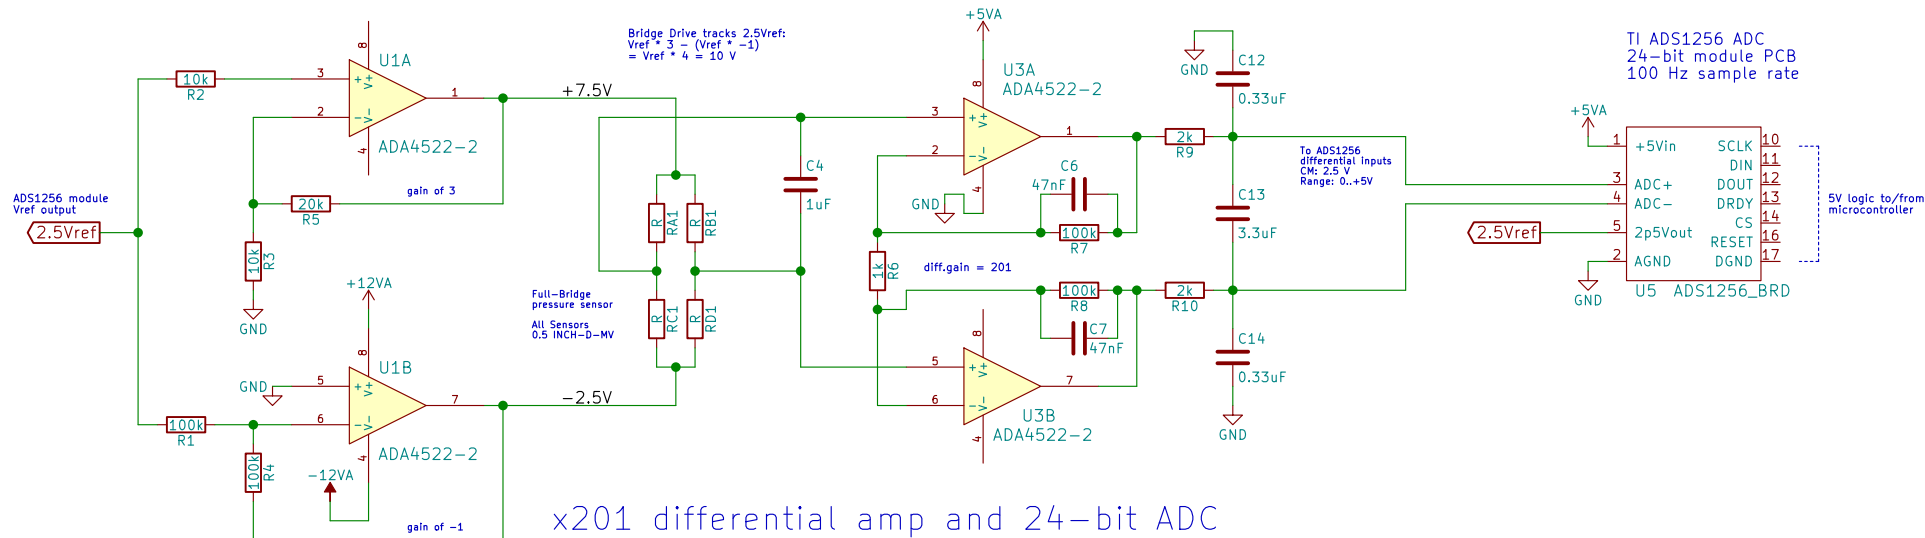 +5VA
Bridge Drive tracks 2.5Vref:
Vref * 3 - (Vref * -1)
= Vref * 4 = 10 V
TI ADS1256 ADC
24-bit module PCB
100 Hz sample rate
U1A
8
3
10k
R2
+
V+
1
2
-
V-
4
ADA4522-2
+7.5V
U3A
ADA4522-2
8
3
+
V+
1
2
-
V-
4
GND
GND
C12
0.33uF
2k
R9
To ADS1256
differential inputs
CM: 2.5 V
Range: 0..+5V
+5VA
1
+5Vin
3
ADC+
4
ADC-
5
2p5Vout
2
AGND
SCLK
10
DIN
11
DOUT
12
DRDY
13
CS
14
RESET
16
DGND
17
5V logic to/from
microcontroller
2.5Vref
GND
U5
ADS1256_BRD
C4
1uF
C6
47nF
100k
R7
C13
3.3uF
ADS1256 module
Vref output
2.5Vref
gain of 3
20k
R5
10k
R3
GND
R
RA1
R
RB1
1k
R6
diff.gain = 201
Full-Bridge
pressure sensor
All Sensors
0.5 INCH-D-MV
R
RC1
R
RD1
100k
R8
2k
R10
C7
47nF
C14
0.33uF
GND
+12VA
8
U1B
GND
5
+
V+
7
6
-
V-
4
ADA4522-2
-2.5V
100k
R1
100k
R4
-12VA
8
5
+
V+
7
6
-
V-
4
U3B
ADA4522-2
gain of -1
x201 differential amp and 24-bit ADC